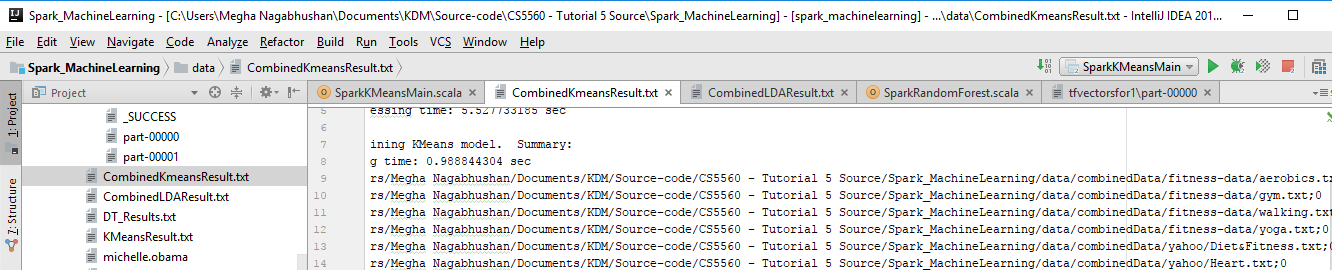 Spark_MachineLearning - [C:\Users\Megha Nagabhushan\Documents\KDM\Source-code\CS5560 - Tutorial 5 Source\Spark_MachineLearning] - [spark_machinelearning] - ...\data\CombinedKmeansResult.txt - IntelliJ IDEA 201...
File Edit View Navigate Code Analyze Refactor Build Run Tools VCS Window Help
Spark_MachineLearning data CombinedKmeansResult.txt SparkKMeansMain
Project SparkKMeansMain.scala CombinedKmeansResult.txt CombinedLDAResult.txt SparkRandomForest.scala tfvectorsfor1\part-00000
1: Project
7: Structure
_SUCCESS
part-00000
part-00001
CombinedKmeansResult.txt
CombinedLDAResult.txt
DT_Results.txt
KMeansResult.txt
michelle.obama
5 essing time: 5.527733185 sec
6
7 ining KMeans model.  Summary:
8 g time: 0.988844304 sec
9 rs/Megha Nagabhushan/Documents/KDM/Source-code/CS5560 - Tutorial 5 Source/Spark_MachineLearning/data/combinedData/fitness-data/aerobics.tx
10 rs/Megha Nagabhushan/Documents/KDM/Source-code/CS5560 - Tutorial 5 Source/Spark_MachineLearning/data/combinedData/fitness-data/gym.txt;0
11 rs/Megha Nagabhushan/Documents/KDM/Source-code/CS5560 - Tutorial 5 Source/Spark_MachineLearning/data/combinedData/fitness-data/walking.txt
12 rs/Megha Nagabhushan/Documents/KDM/Source-code/CS5560 - Tutorial 5 Source/Spark_MachineLearning/data/combinedData/fitness-data/yoga.txt;0
13 rs/Megha Nagabhushan/Documents/KDM/Source-code/CS5560 - Tutorial 5 Source/Spark_MachineLearning/data/combinedData/yahoo/Diet&Fitness.txt;0
14 rs/Megha Nagabhushan/Documents/KDM/Source-code/CS5560 - Tutorial 5 Source/Spark_MachineLearning/data/combinedData/yahoo/Heart.txt;0